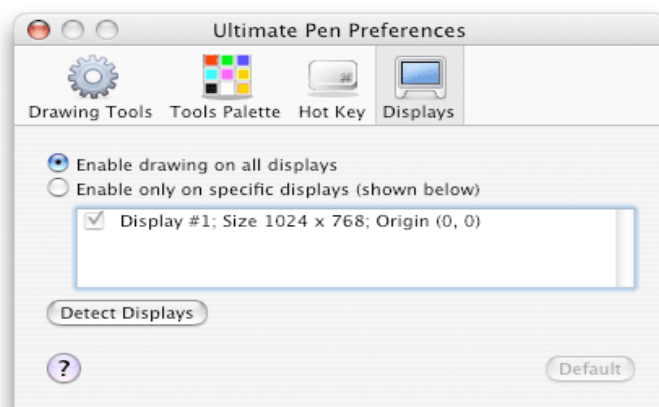 Ultimate Pen Preferences
Drawing Tools Tools Palette Hot Key Displays
Enable drawing on all displays
Enable only on specific displays (shown below)
Display #1; Size 1024 x 768; Origin (0, 0)
Detect Displays
? Default